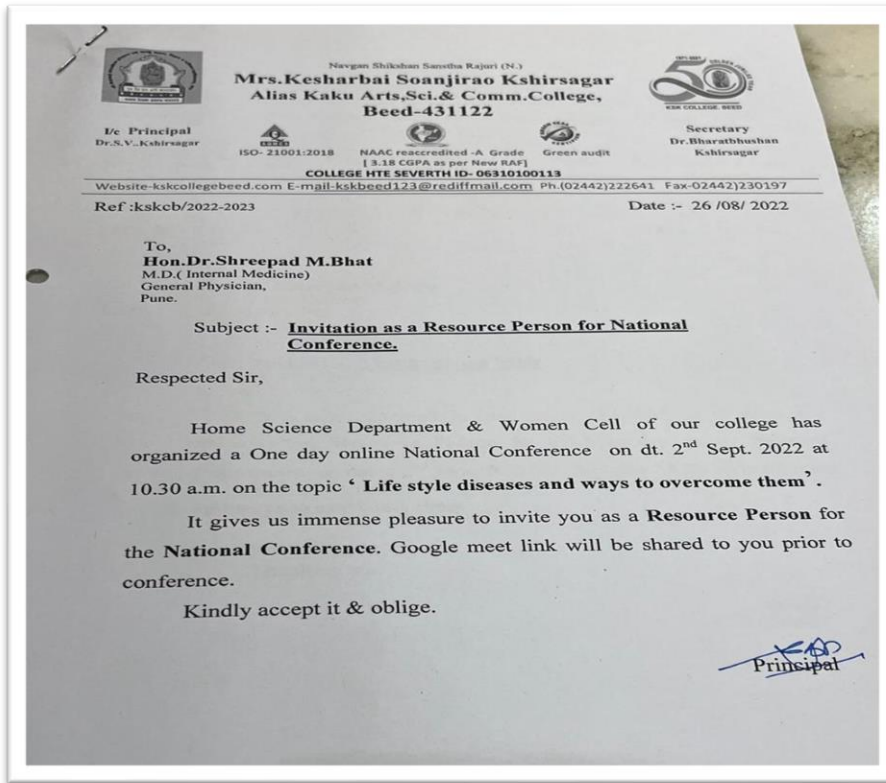 Navgan Shikshan Sanstha Rajuri (N.)
Mrs.Kesharbai Soanjirao Kshirsagar
Alias Kaku Arts,Sci.& Comm.College,
Beed-431122
50
KSK COLLEGE, BEED
I/c Principal
Dr.S.V..Kshirsagar
ISO- 21001:2018
NAAC reaccredited -A Grade
[ 3.18 CGPA as per New RAF]
Green audit
Secretary
Dr.Bharatbhushan
Kshirsagar
COLLEGE HTE SEVERTH ID- 06310100113
Website-kskcollegebeed.com E-mail-kskbeed123@rediffmail.com Ph.(02442)222641 Fax-02442)230197
Ref :kskcb/2022-2023
Date :- 26 /08/ 2022
To,
Hon.Dr.Shreepad M.Bhat
M.D.( Internal Medicine)
General Physician,
Pune.
Subject :- Invitation as a Resource Person for National
Conference.
Respected Sir,
Home Science Department & Women Cell of our college has
organized a One day online National Conference on dt. 2nd Sept. 2022 at
10.30 a.m. on the topic ‘ Life style diseases and ways to overcome them’.
It gives us immense pleasure to invite you as a Resource Person for
the National Conference. Google meet link will be shared to you prior to
conference.
Kindly accept it & oblige.
Principal